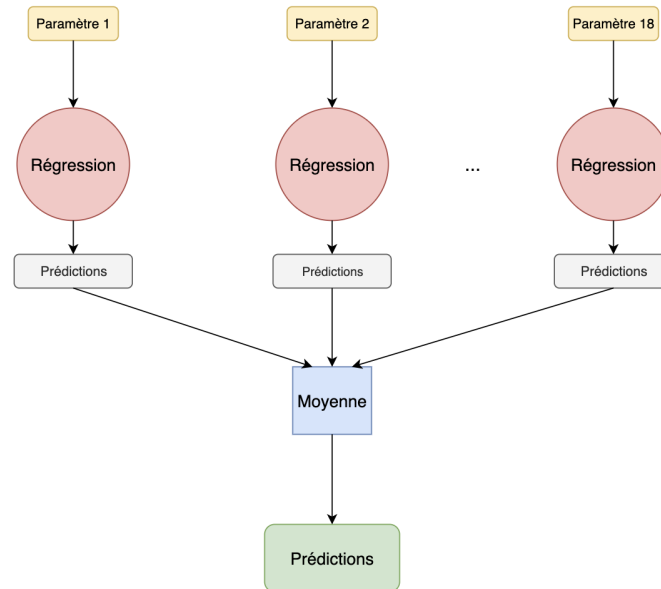 Paramètre 1
Paramètre 2
Paramètre 18
Régression
Régression
...
Régression
Prédictions
Prédictions
Prédictions
Moyenne
Prédictions